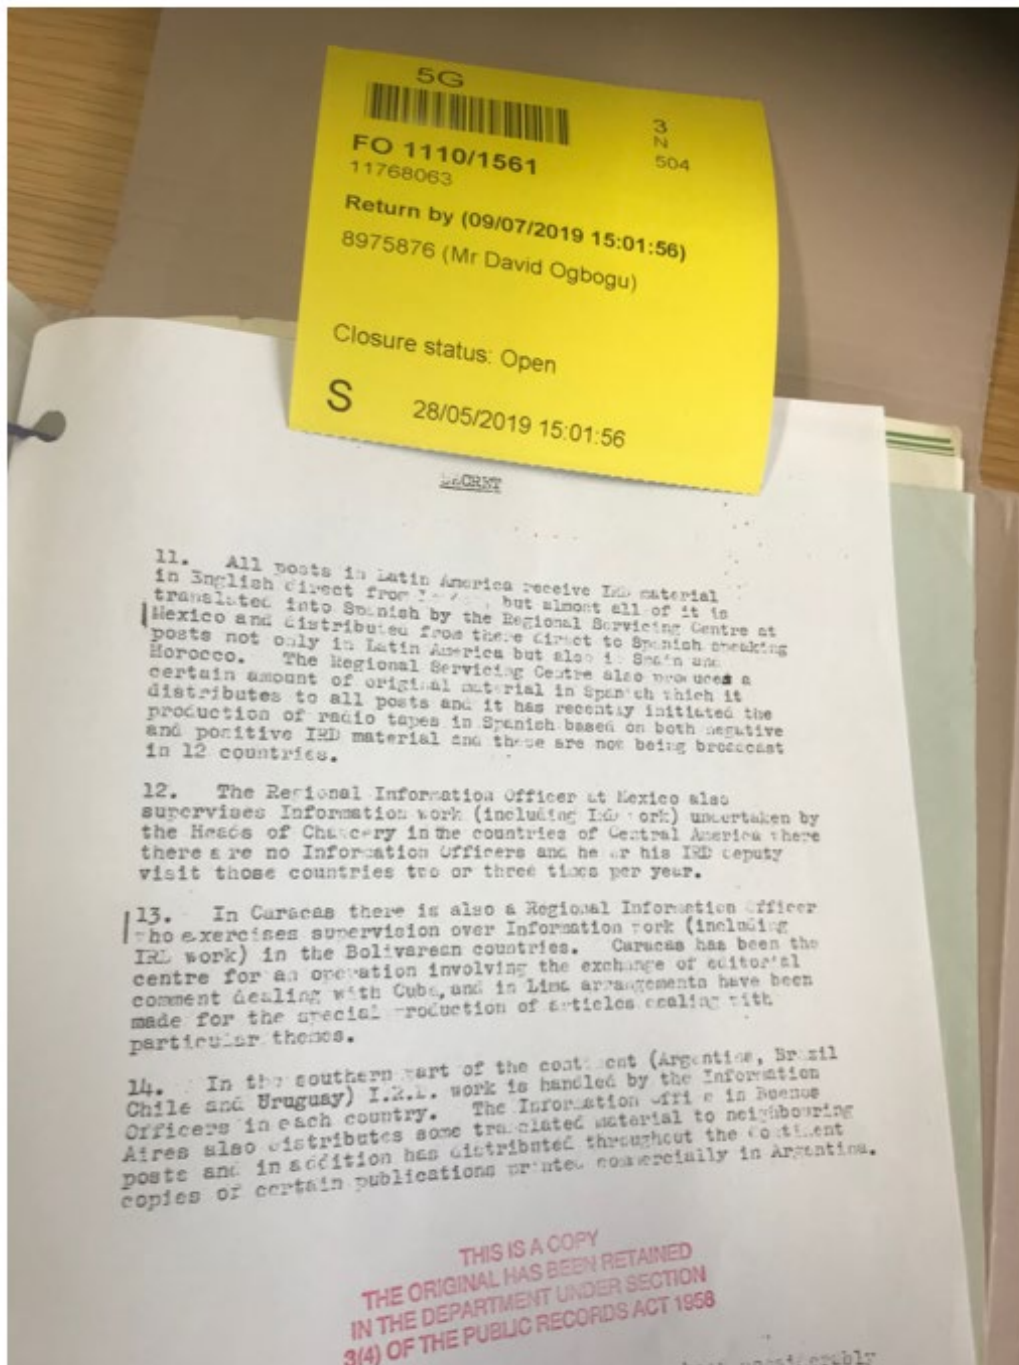 5G
3
N
504
FO 1110/1561
11768063
Return by (09/07/2019 15:01:56)
8975876 (Mr David Ogbogu)
Closure status: Open
S 28/05/2019 15:01:56
SECRET
11. All posts in Latin America receive IRD material
in English direct from but almost all of it is
translated into Spanish by the Regional Servicing Centre at
Mexico and distributed from there direct to Spanish speaking
posts not only in Latin America but also in Spain and
Morocco. The Regional Servicing Centre also produces a
certain amount of original material in Spanish which it
distributes to all posts and it has recently initiated the
production of radio tapes in Spanish based on both negative
and positive IRD material and these are now being broadcast
in 12 countries.
12. The Regional Information Officer at Mexico also
supervises Information work (including IRD work) undertaken by
the Heads of Chancery in the countries of Central America where
there are no Information Officers and he or his IRD deputy
visit those countries two or three times per year.
13. In Caracas there is also a Regional Information Officer
who exercises supervision over Information work (including
IRD work) in the Bolivarean countries. Caracas has been the
centre for an operation involving the exchange of editorial
comment dealing with Cuba, and in Lima arrangements have been
made for the special production of articles dealing with
particular themes.
14. In the southern part of the continent (Argentina, Brazil
Chile and Uruguay) I.R.D. work is handled by the Information
Officers in each country. The Information Office in Buenos
Aires also distributes some translated material to neighbouring
posts and in addition has distributed throughout the Continent
copies of certain publications printed commercially in Argentina.
THIS IS A COPY
THE ORIGINAL HAS BEEN RETAINED
IN THE DEPARTMENT UNDER SECTION
3(4) OF THE PUBLIC RECORDS ACT 1958
considerably